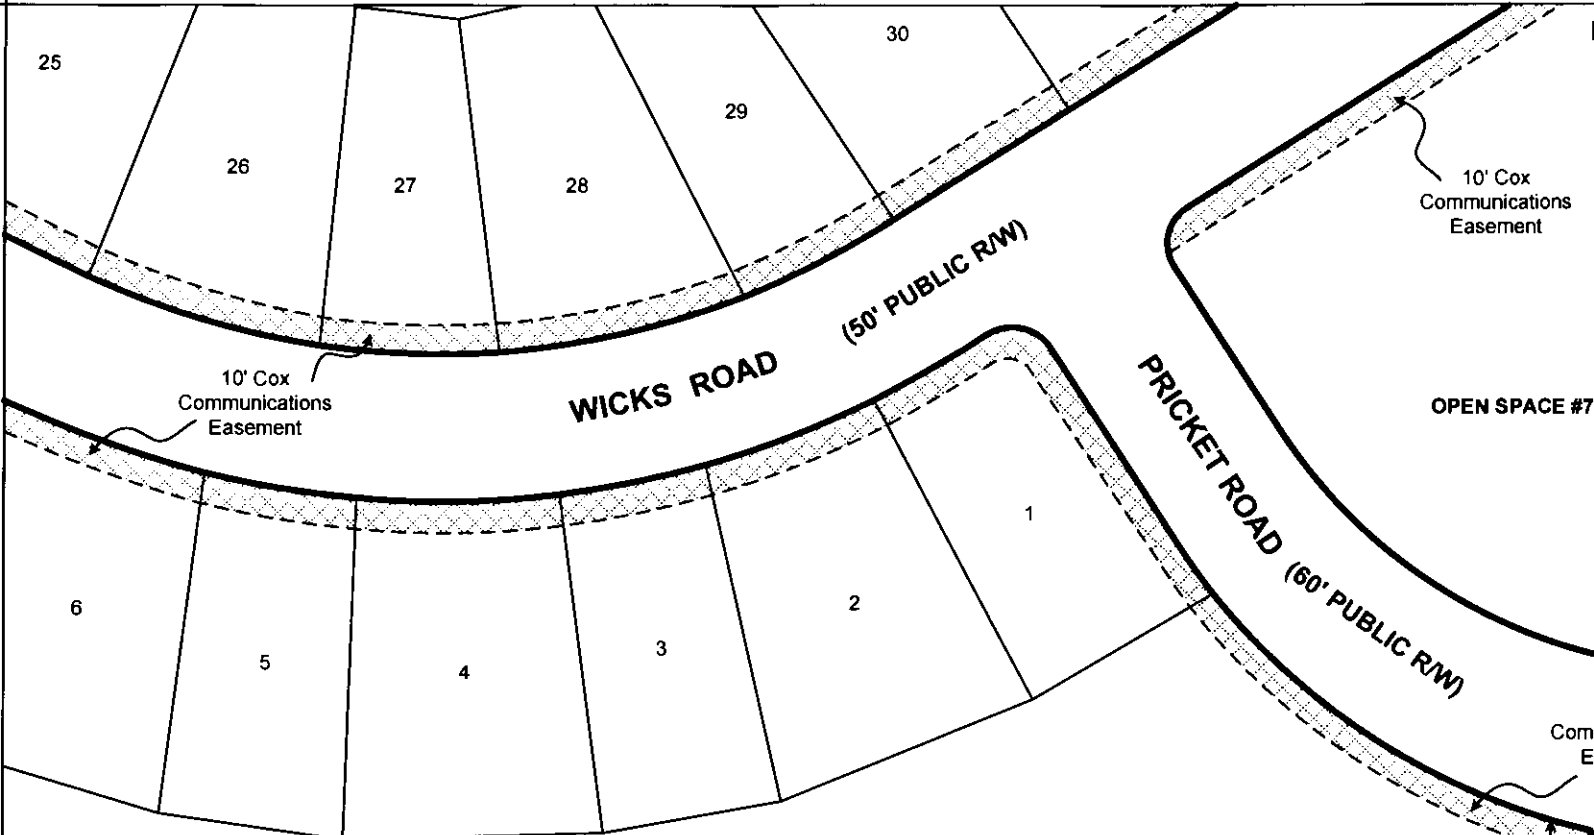 25
30
29
26
27
28
10' Cox
Communications
Easement
(50' PUBLIC R/W)
10' Cox
Communications
Easement
WICKS ROAD
PRICKET ROAD
(60' PUBLIC R/W)
OPEN SPACE #7
1
2
3
4
5
6
Com
E